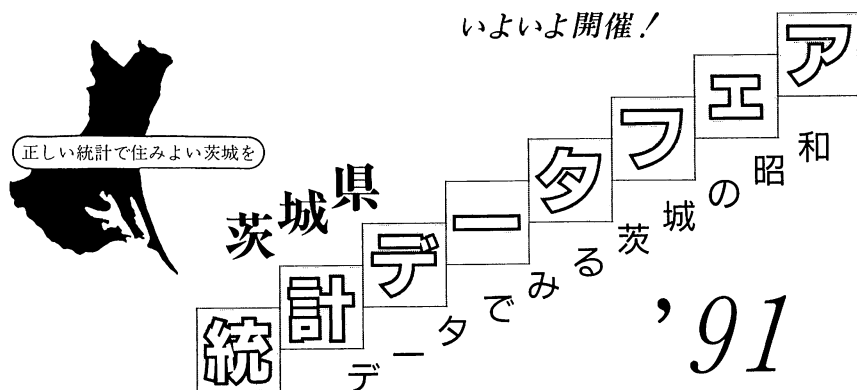 いよいよ開催!
正しい統計で住みよい茨城を
茨城県
統計データフェア
データでみる茨城の昭和
'91